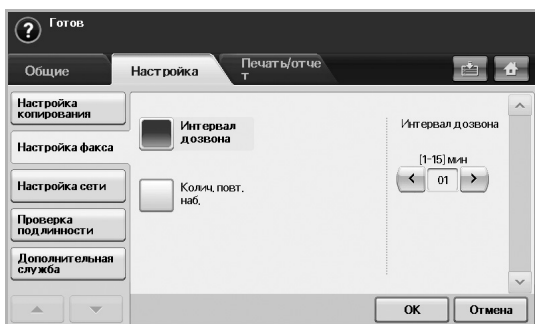 Готов
Общие
Настройка
Печать/отче
т
Настройка
копирования
Настройка факса
Настройка сети
Проверка
подлинности
Дополнительная
служба
Интервал
дозвона
Колич. повт.
наб.
Интервал дозвона
[1-15] мин
01
OK
Отмена